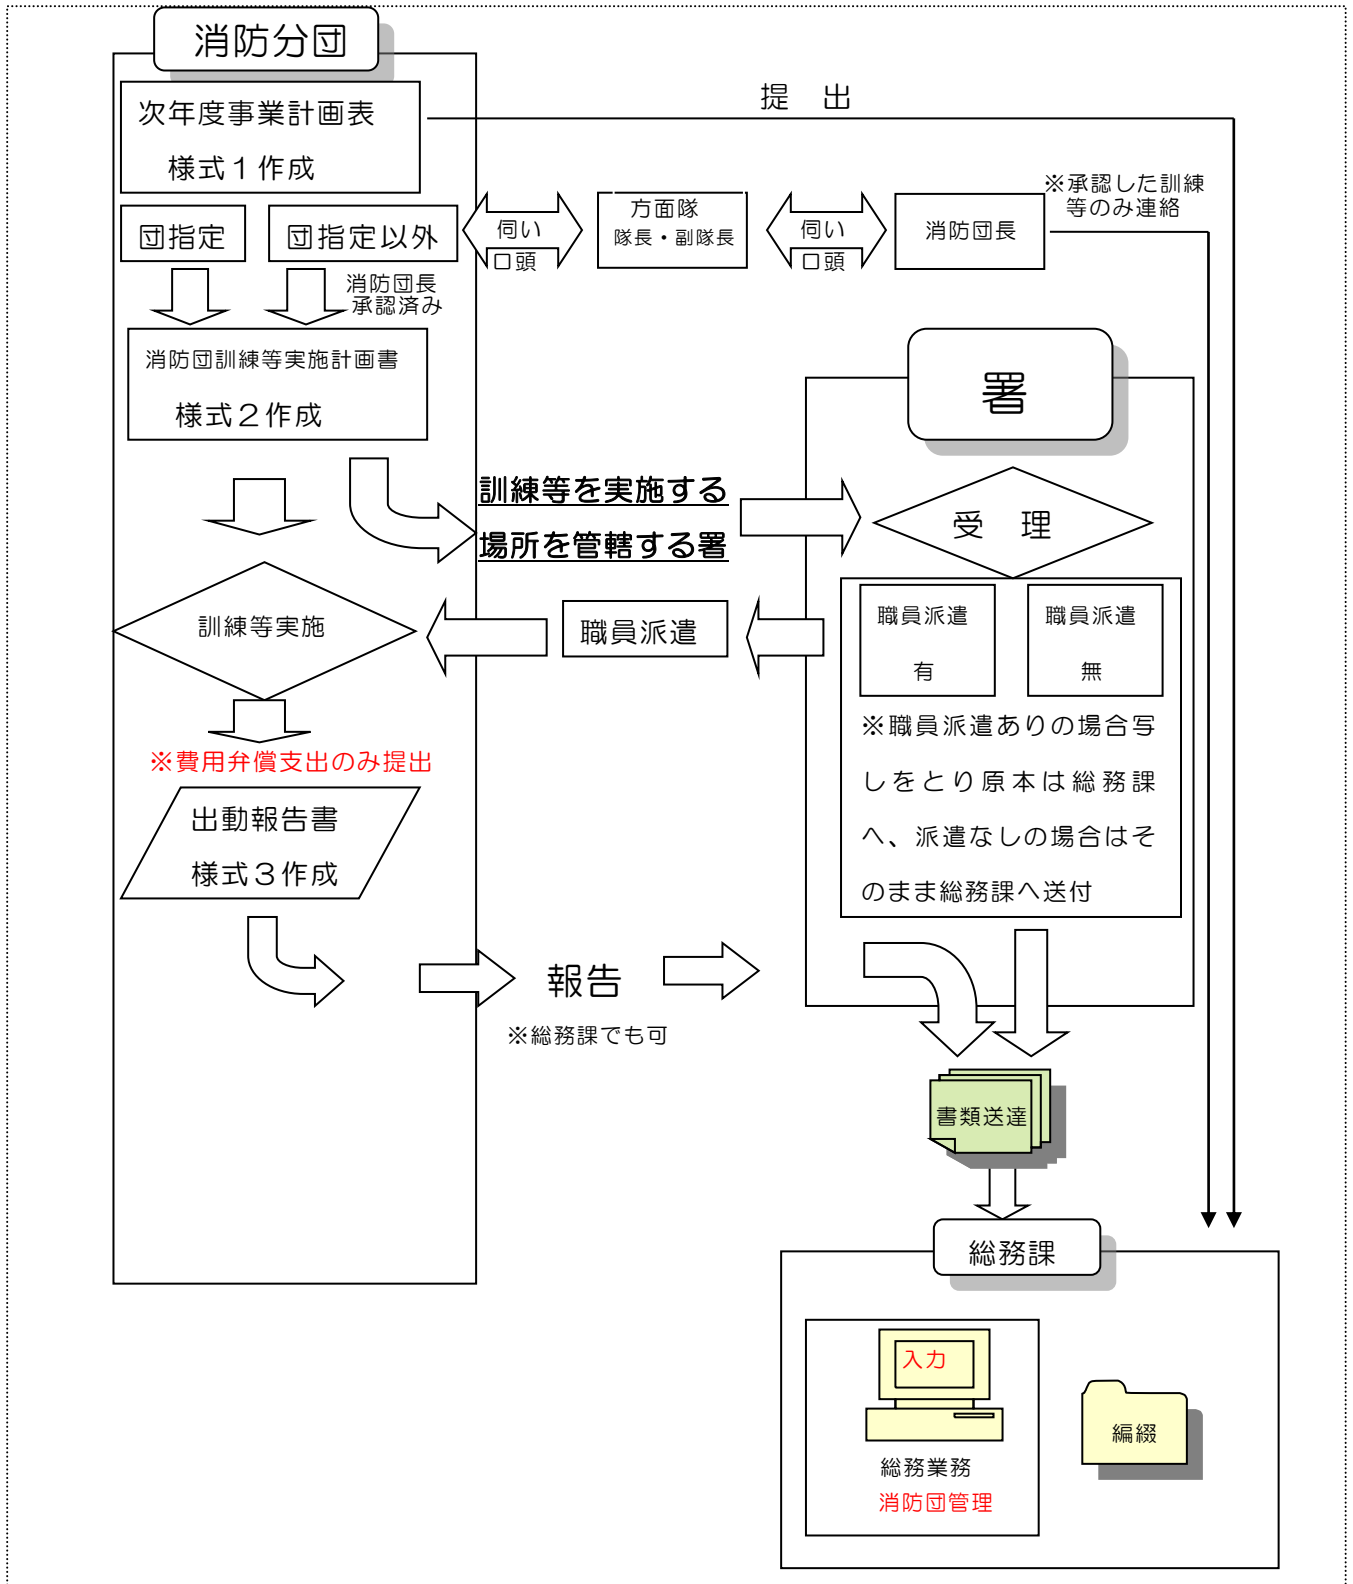 消防分団
次年度事業計画表
様式１作成
提　出
団指定
団指定以外
伺い
口頭
方面隊
隊長・副隊長
伺い
口頭
消防団長
※承認した訓練
等のみ連絡
消防団長
承認済み
消防団訓練等実施計画書
様式２作成
署
訓練等を実施する
場所を管轄する署
受　理
訓練等実施
職員派遣
職員派遣
有
職員派遣
無
※職員派遣ありの場合写
しをとり原本は総務課
へ、派遣なしの場合はそ
のまま総務課へ送付
※費用弁償支出のみ提出
出動報告書
様式３作成
報告
※総務課でも可
書類送達
総務課
入力
総務業務
消防団管理
編綴